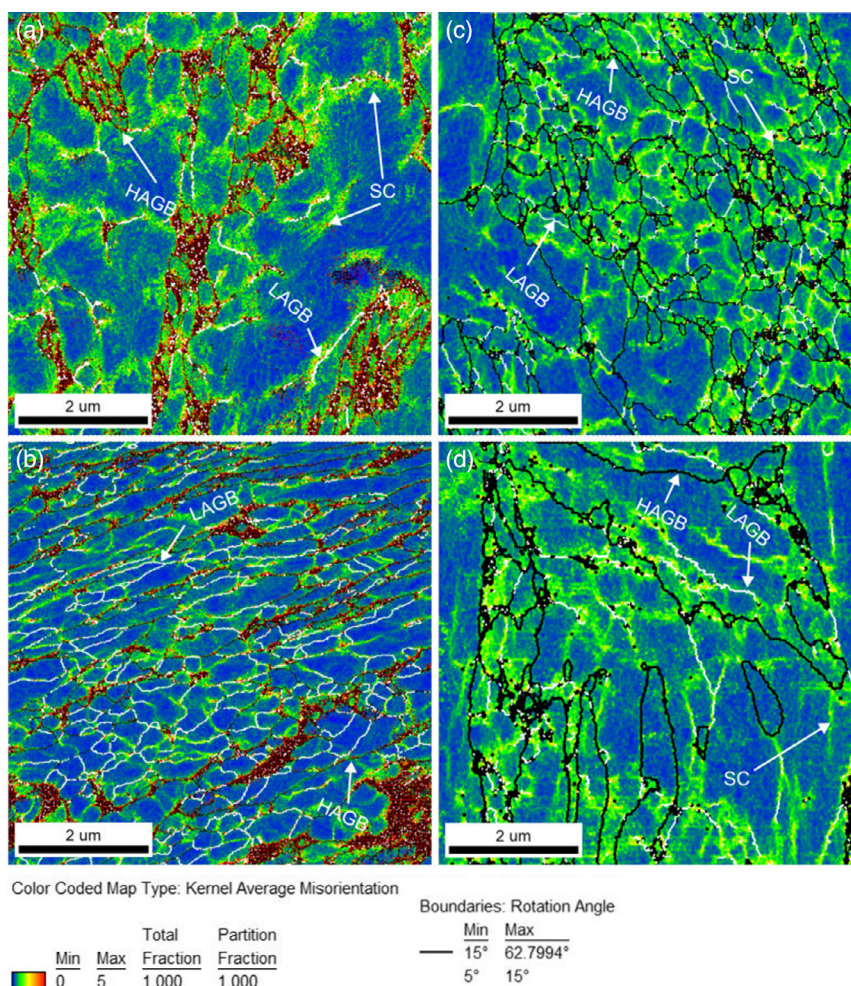 (a)
HAGB
SC
LAGB
2 um
(c)
HAGB
SC
LAGB
2 um
(b)
LAGB
HAGB
2 um
(d)
HAGB
LAGB
SC
2 um
Color Coded Map Type: Kernel Average Misorientation
Total Partition
Min Max Fraction Fraction
0 5 1.000 1.000
Boundaries: Rotation Angle
Min Max
15° 62.7994°
5° 15°